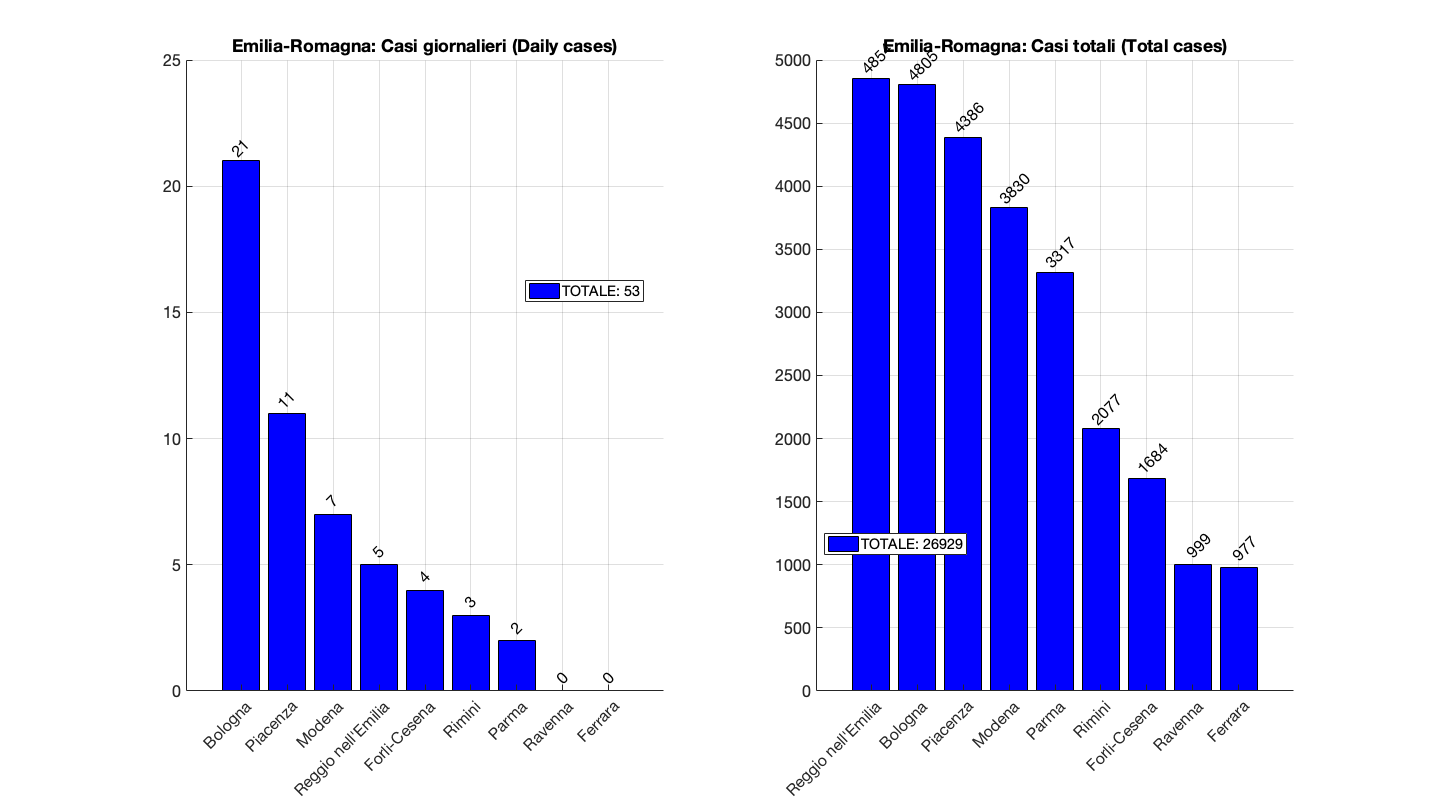 Emilia-Romagna: Casi giornalieri (Daily cases)
25
20
15
10
5
0
21
11
7
5
4
3
2
0
0
TOTALE: 53
Bologna
Piacenza
Modena
Reggio nell'Emilia
Forlì-Cesena
Rimini
Parma
Ravenna
Ferrara
Emilia-Romagna: Casi totali (Total cases)
5000
4500
4000
3500
3000
2500
2000
1500
1000
500
0
4854
4805
4386
3830
3317
2077
1684
999
977
TOTALE: 26929
Reggio nell'Emilia
Bologna
Piacenza
Modena
Parma
Rimini
Forlì-Cesena
Ravenna
Ferrara